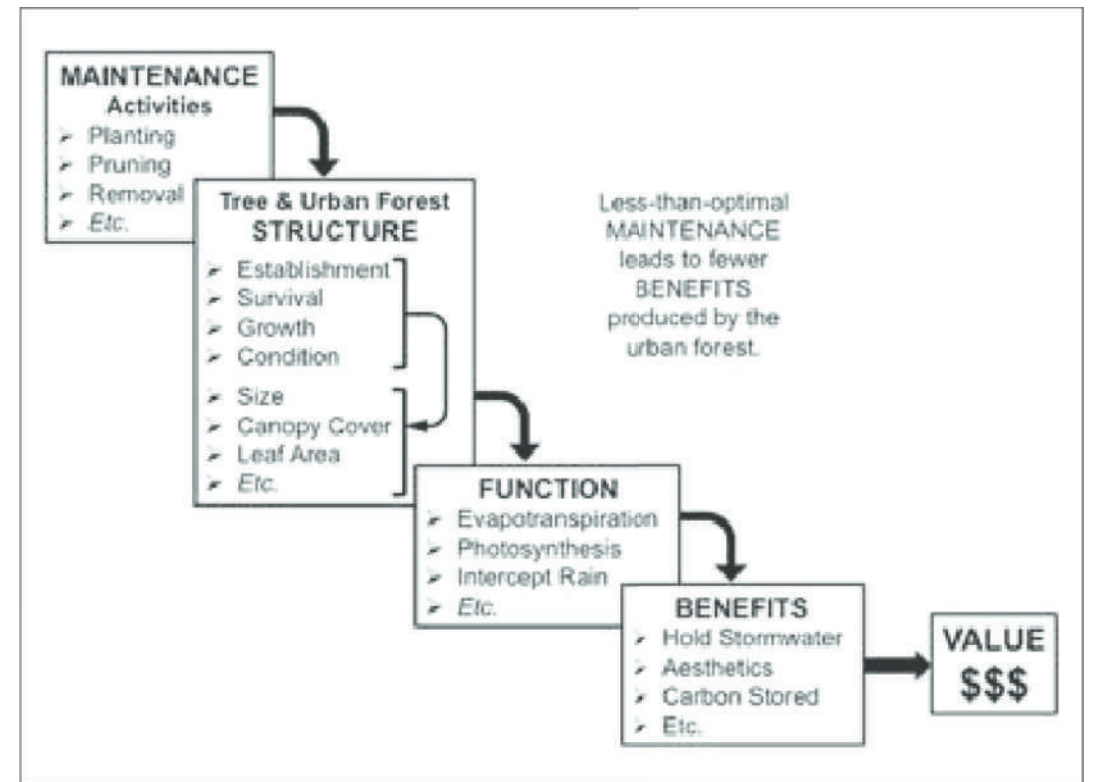 MAINTENANCE
Activities
➢ Planting
➢ Pruning
➢ Removal
➢ Etc.
Tree & Urban Forest
STRUCTURE
➢ Establishment
➢ Survival
➢ Growth
➢ Condition
➢ Size
➢ Canopy Cover
➢ Leaf Area
➢ Etc.
Less-than-optimal
MAINTENANCE
leads to fewer
BENEFITS
produced by the
urban forest.
FUNCTION
➢ Evapotranspiration
➢ Photosynthesis
➢ Intercept Rain
➢ Etc.
BENEFITS
➢ Hold Stormwater
➢ Aesthetics
➢ Carbon Stored
➢ Etc.
VALUE
$$$